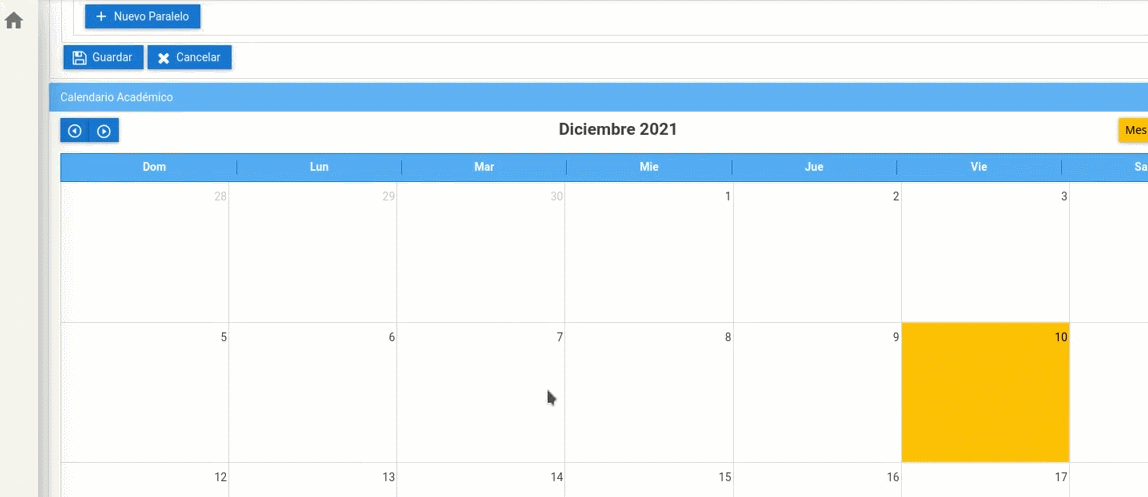 Nuevo Paralelo
Guardar Cancelar
Calendario Académico
Diciembre 2021
Mes
Dom Lun Mar Mie Jue Vie Sa
28 29 30 1 2 3
5 6 7 8 9 10
12 13 14 15 16 17